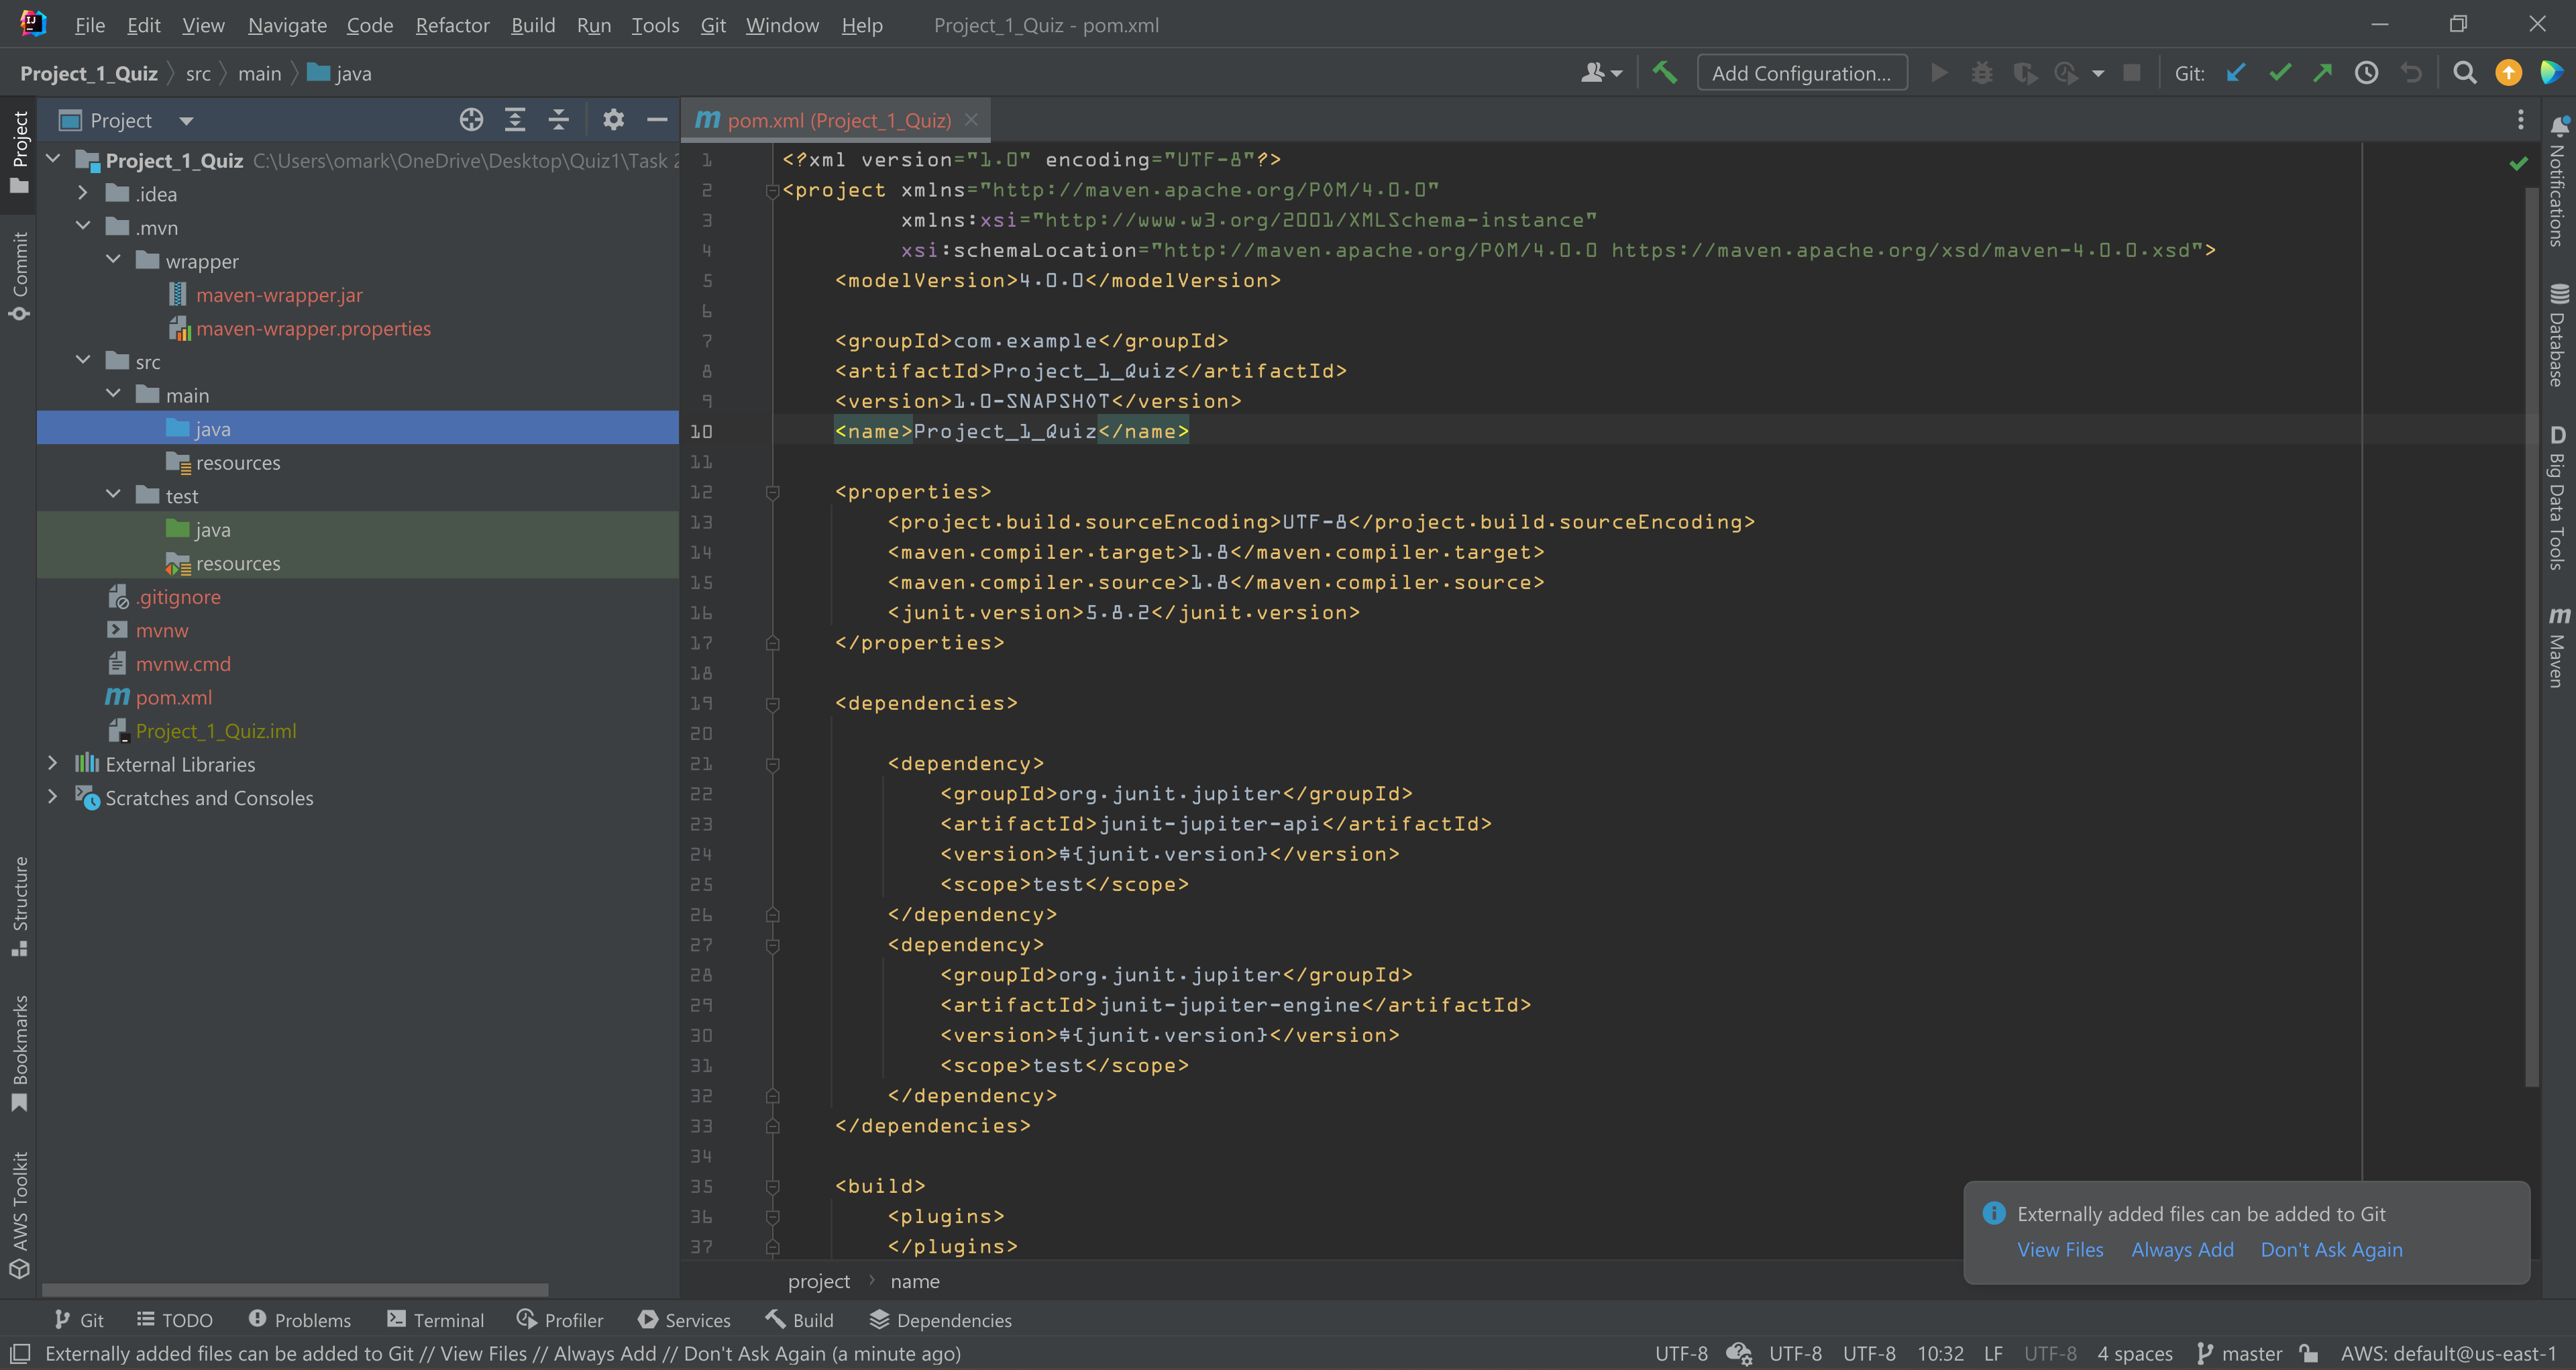 File Edit View Navigate Code Refactor Build Run Tools Git Window Help Project_1_Quiz - pom.xml
Project_1_Quiz src main java Add Configuration... Git:
Project
pom.xml (Project_1_Quiz)
Project_1_Quiz C:\Users\omark\OneDrive\Desktop\Quiz1\Task 2
.idea
.mvn
wrapper
maven-wrapper.jar
maven-wrapper.properties
src
main
java
resources
test
java
resources
.gitignore
mvnw
mvnw.cmd
pom.xml
Project_1_Quiz.iml
External Libraries
Scratches and Consoles
Project
Commit
Structure
Bookmarks
AWS Toolkit
1 <?xml version="1.0" encoding="UTF-8"?>
2 <project xmlns="http://maven.apache.org/POM/4.0.0"
3 xmlns:xsi="http://www.w3.org/2001/XMLSchema-instance"
4 xsi:schemaLocation="http://maven.apache.org/POM/4.0.0 https://maven.apache.org/xsd/maven-4.0.0.xsd">
5 <modelVersion>4.0.0</modelVersion>
6
7 <groupId>com.example</groupId>
8 <artifactId>Project_1_Quiz</artifactId>
9 <version>1.0-SNAPSHOT</version>
10 <name>Project_1_Quiz</name>
11
12 <properties>
13 <project.build.sourceEncoding>UTF-8</project.build.sourceEncoding>
14 <maven.compiler.target>1.8</maven.compiler.target>
15 <maven.compiler.source>1.8</maven.compiler.source>
16 <junit.version>5.8.2</junit.version>
17 </properties>
18
19 <dependencies>
20
21 <dependency>
22 <groupId>org.junit.jupiter</groupId>
23 <artifactId>junit-jupiter-api</artifactId>
24 <version>${junit.version}</version>
25 <scope>test</scope>
26 </dependency>
27 <dependency>
28 <groupId>org.junit.jupiter</groupId>
29 <artifactId>junit-jupiter-engine</artifactId>
30 <version>${junit.version}</version>
31 <scope>test</scope>
32 </dependency>
33 </dependencies>
34
35 <build>
36 <plugins>
37 </plugins>
project name
Notifications
Database
D Big Data Tools
m Maven
Externally added files can be added to Git
View Files Always Add Don't Ask Again
Git TODO Problems Terminal Profiler Services Build Dependencies
Externally added files can be added to Git // View Files // Always Add // Don't Ask Again (a minute ago) UTF-8 UTF-8 UTF-8 10:32 LF UTF-8 4 spaces master AWS: default@us-east-1